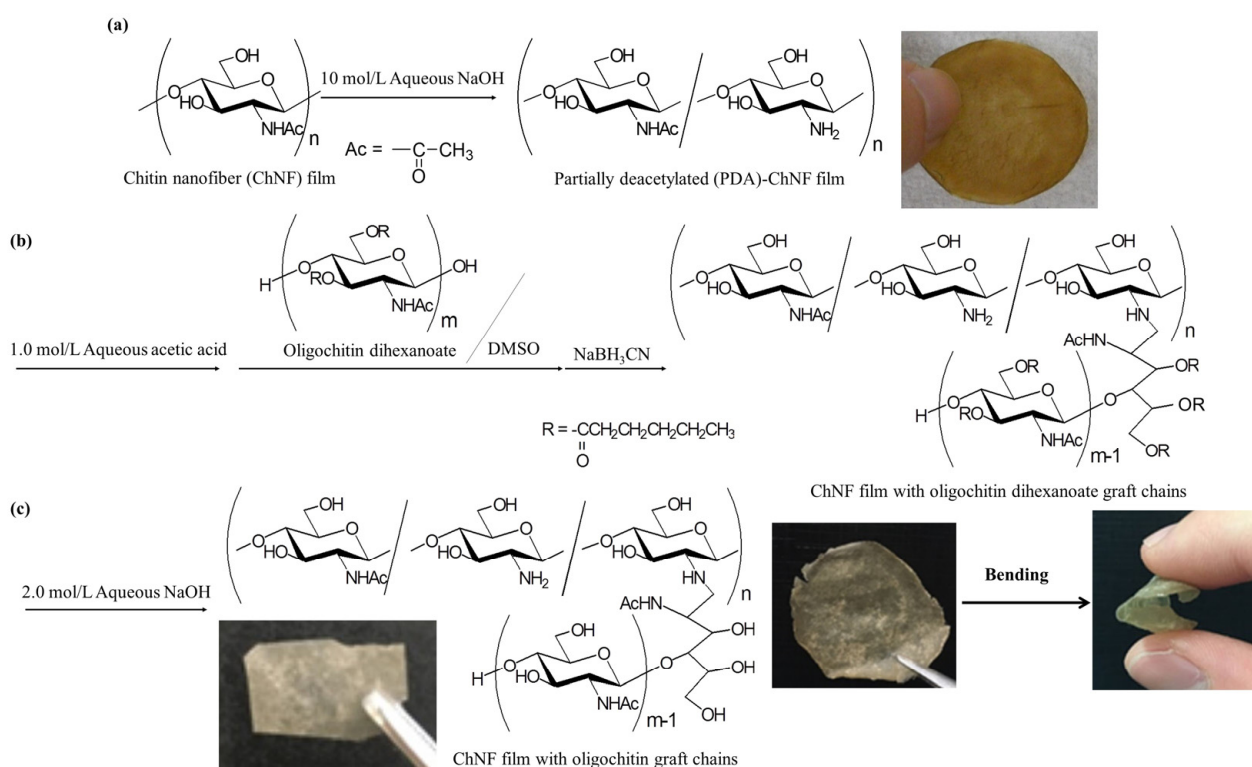 (a)
OH
O
O
HO
NHAc
n
10 mol/L Aqueous NaOH
Ac = —C—CH₃
O
OH
O
O
HO
NHAc
OH
O
O
HO
NH₂
n
Chitin nanofiber (ChNF) film
Partially deacetylated (PDA)-ChNF film
(b)
OR
O
H
O
RO
OH
NHAc
m
1.0 mol/L Aqueous acetic acid
Oligochitin dihexanoate
DMSO
NaBH₃CN
R = -CCH₂CH₂CH₂CH₂CH₃
O
OH
O
O
HO
NHAc
OH
O
O
HO
NH₂
OH
O
O
HO
HN
n
AcHN
OR
OR
OR
OR
O
H
O
RO
NHAc
m-1
O
ChNF film with oligochitin dihexanoate graft chains
(c)
2.0 mol/L Aqueous NaOH
OH
O
O
HO
NHAc
OH
O
O
HO
NH₂
OH
O
O
HO
HN
n
AcHN
OH
OH
OH
OH
O
H
O
HO
NHAc
m-1
O
ChNF film with oligochitin graft chains
Bending